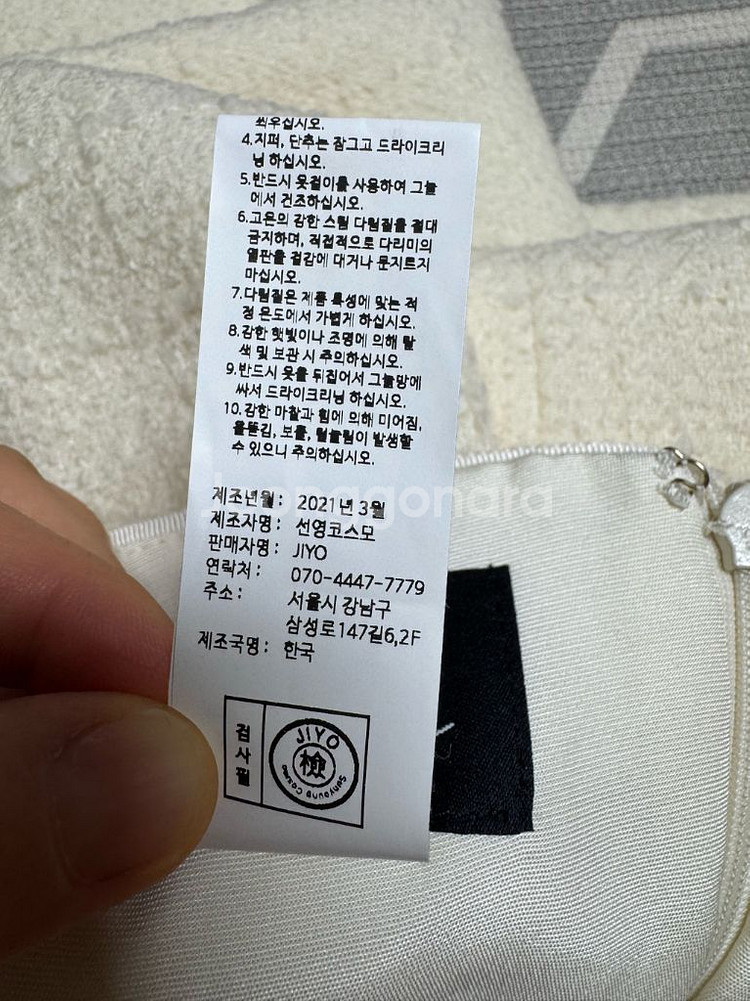 씌우십시오.
4.지퍼, 단추는 잠그고 드라이크리
닝 하십시오.
5.반드시 옷걸이를 사용하여 그늘
에서 건조하십시오.
6.고온의 강한 스팀 다림질을 절대
금지하며, 직접적으로 다리미의
열판을 겉감에 대거나 문지르지
마십시오.
7.다림질은 제품 특성에 맞는 적
정 온도에서 가볍게 하십시오.
8.강한 햇빛이나 조명에 의해 탈
색 및 보관 시 주의하십시오.
9.반드시 옷을 뒤집어서 그늘망에
싸서 드라이크리닝 하십시오.
10.강한 마찰과 힘에 의해 미어짐,
올뜯김, 보풀, 털눌림이 발생할
수 있으니 주의하십시오.
제조년월: 2021년 3월
제조자명: 선영코스모
판매자명: JIYO
연락처: 070-4447-7779
주소: 서울시 강남구
삼성로147길6,2F
제조국명: 한국
검사필
JIYO
檢
Sunyoung Cosmo